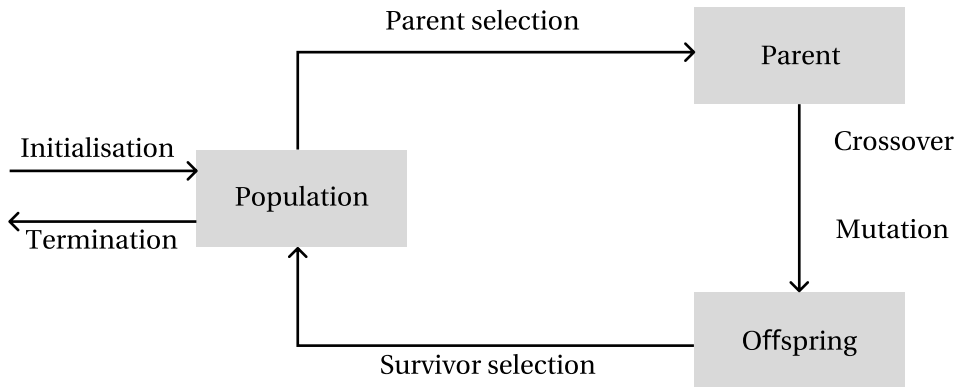 Parent selection
Parent
Crossover
Initialisation
Population
Mutation
Termination
Offspring
Survivor selection